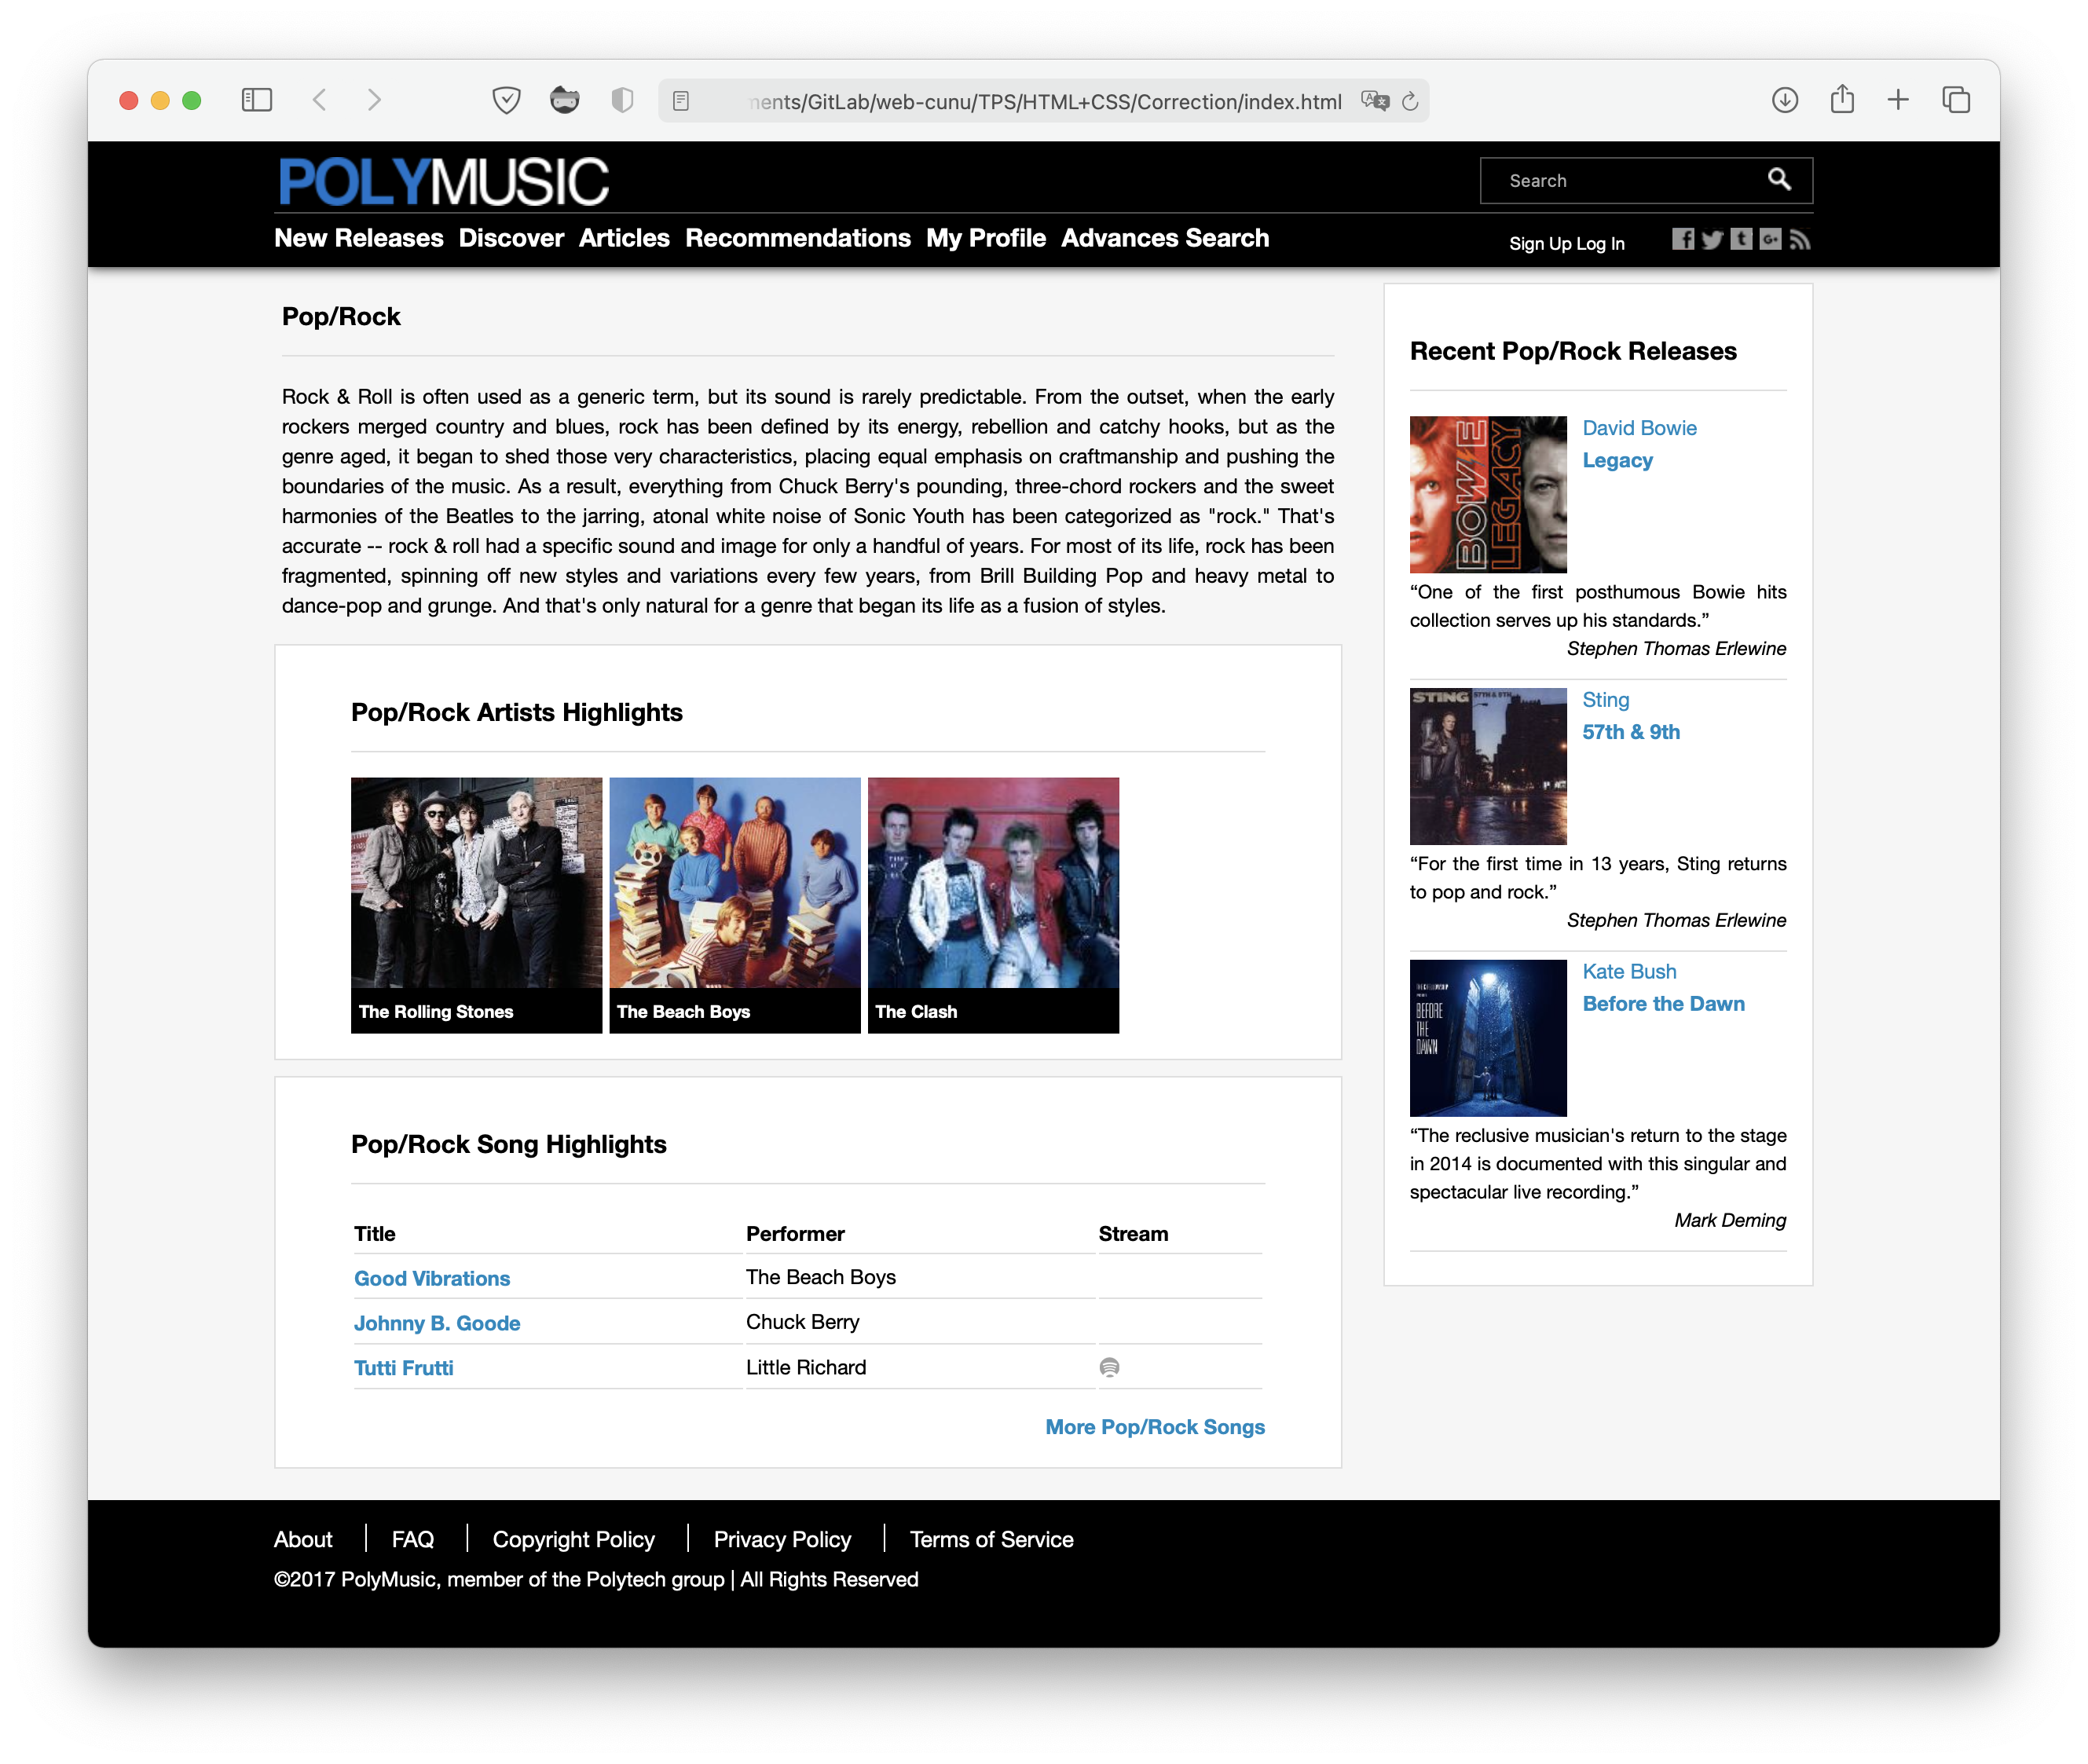 nents/GitLab/web-cunu/TPS/HTML+CSS/Correction/index.html
POLYMUSIC
Search
New Releases Discover Articles Recommendations My Profile Advances Search
Sign Up Log In
Pop/Rock
Rock & Roll is often used as a generic term, but its sound is rarely predictable. From the outset, when the early
rockers merged country and blues, rock has been defined by its energy, rebellion and catchy hooks, but as the
genre aged, it began to shed those very characteristics, placing equal emphasis on craftmanship and pushing the
boundaries of the music. As a result, everything from Chuck Berry's pounding, three-chord rockers and the sweet
harmonies of the Beatles to the jarring, atonal white noise of Sonic Youth has been categorized as "rock." That's
accurate -- rock & roll had a specific sound and image for only a handful of years. For most of its life, rock has been
fragmented, spinning off new styles and variations every few years, from Brill Building Pop and heavy metal to
dance-pop and grunge. And that's only natural for a genre that began its life as a fusion of styles.
Pop/Rock Artists Highlights
The Rolling Stones
The Beach Boys
The Clash
Pop/Rock Song Highlights
Title Performer Stream
Good Vibrations The Beach Boys
Johnny B. Goode Chuck Berry
Tutti Frutti Little Richard
More Pop/Rock Songs
Recent Pop/Rock Releases
BOWIE
LEGACY
David Bowie
Legacy
“One of the first posthumous Bowie hits
collection serves up his standards.”
Stephen Thomas Erlewine
STING 57TH & 9TH
Sting
57th & 9th
“For the first time in 13 years, Sting returns
to pop and rock.”
Stephen Thomas Erlewine
BEFORE
THE
DAWN
Kate Bush
Before the Dawn
“The reclusive musician's return to the stage
in 2014 is documented with this singular and
spectacular live recording.”
Mark Deming
About FAQ Copyright Policy Privacy Policy Terms of Service
©2017 PolyMusic, member of the Polytech group | All Rights Reserved